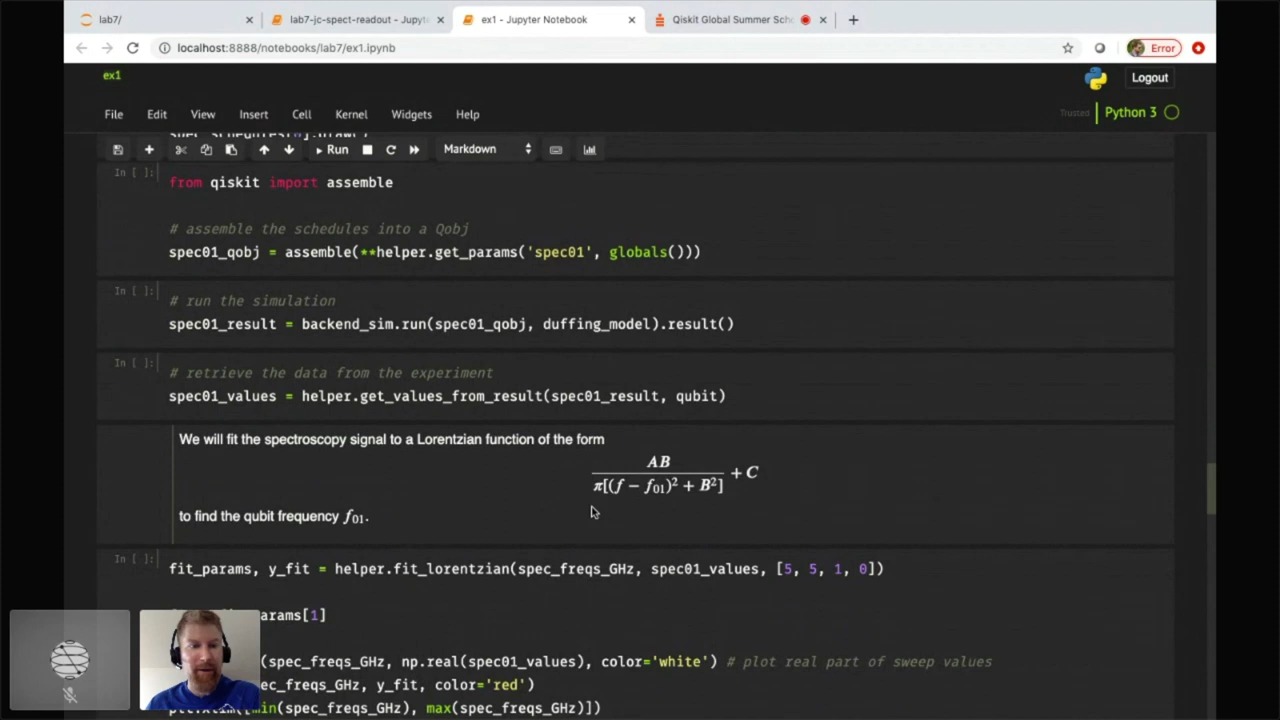 lab7/
lab7-jc-spect-readout - Jupyt
ex1 - Jupyter Notebook
Qiskit Global Summer Scho
localhost:8888/notebooks/lab7/ex1.ipynb
Error
ex1
Logout
File Edit View Insert Cell Kernel Widgets Help
Trusted
Python 3
Run
Markdown
In [ ]:
from qiskit import assemble
# assemble the schedules into a Qobj
spec01_qobj = assemble(**helper.get_params('spec01', globals()))
In [ ]:
# run the simulation
spec01_result = backend_sim.run(spec01_qobj, duffing_model).result()
In [ ]:
# retrieve the data from the experiment
spec01_values = helper.get_values_from_result(spec01_result, qubit)
We will fit the spectroscopy signal to a Lorentzian function of the form
AB
π[(f − f01)² + B²]
+ C
to find the qubit frequency f01.
In [ ]:
fit_params, y_fit = helper.fit_lorentzian(spec_freqs_GHz, spec01_values, [5, 5, 1, 0])
arams[1]
(spec_freqs_GHz, np.real(spec01_values), color='white') # plot real part of sweep values
ec_freqs_GHz, y_fit, color='red')
min(spec_freqs_GHz), max(spec_freqs_GHz)])